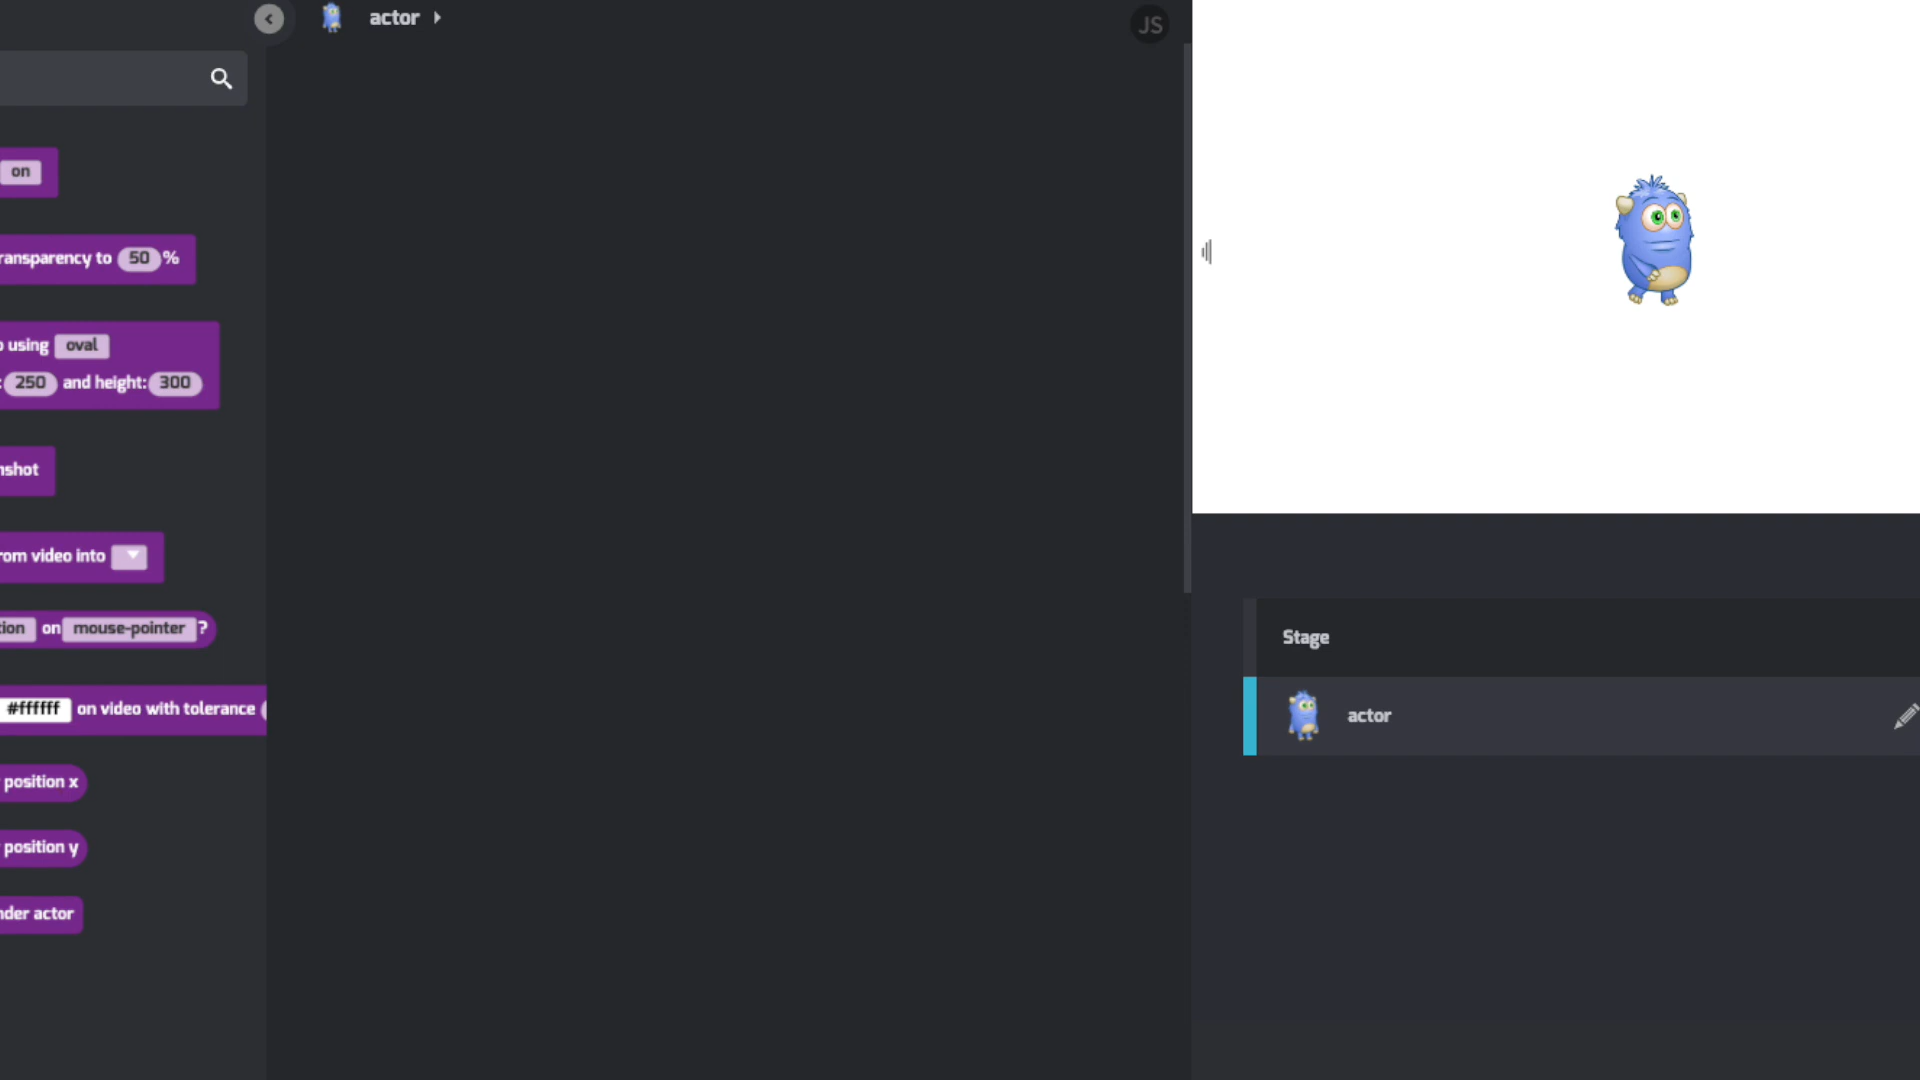 actor
JS
on
ransparency to 50 %
using oval
: 250 and height: 300
nshot
rom video into
tion on mouse-pointer ?
#ffffff on video with tolerance
position x
position y
nder actor
Stage
actor